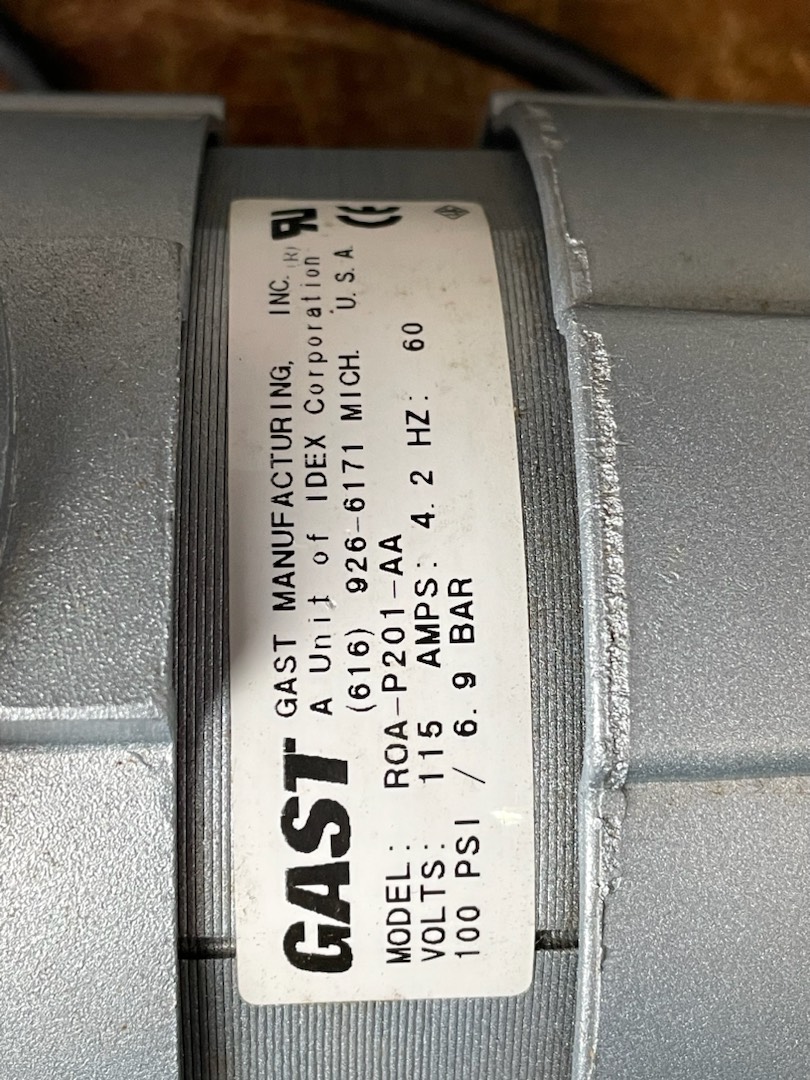 GAST
GAST MANUFACTURING, INC. (R)
A Unit of IDEX Corporation
(616) 926-6171 MICH. U.S.A
MODEL: ROA-P201-AA
VOLTS: 115 AMPS: 4.2 HZ: 60
100 PSI / 6.9 BAR
CE